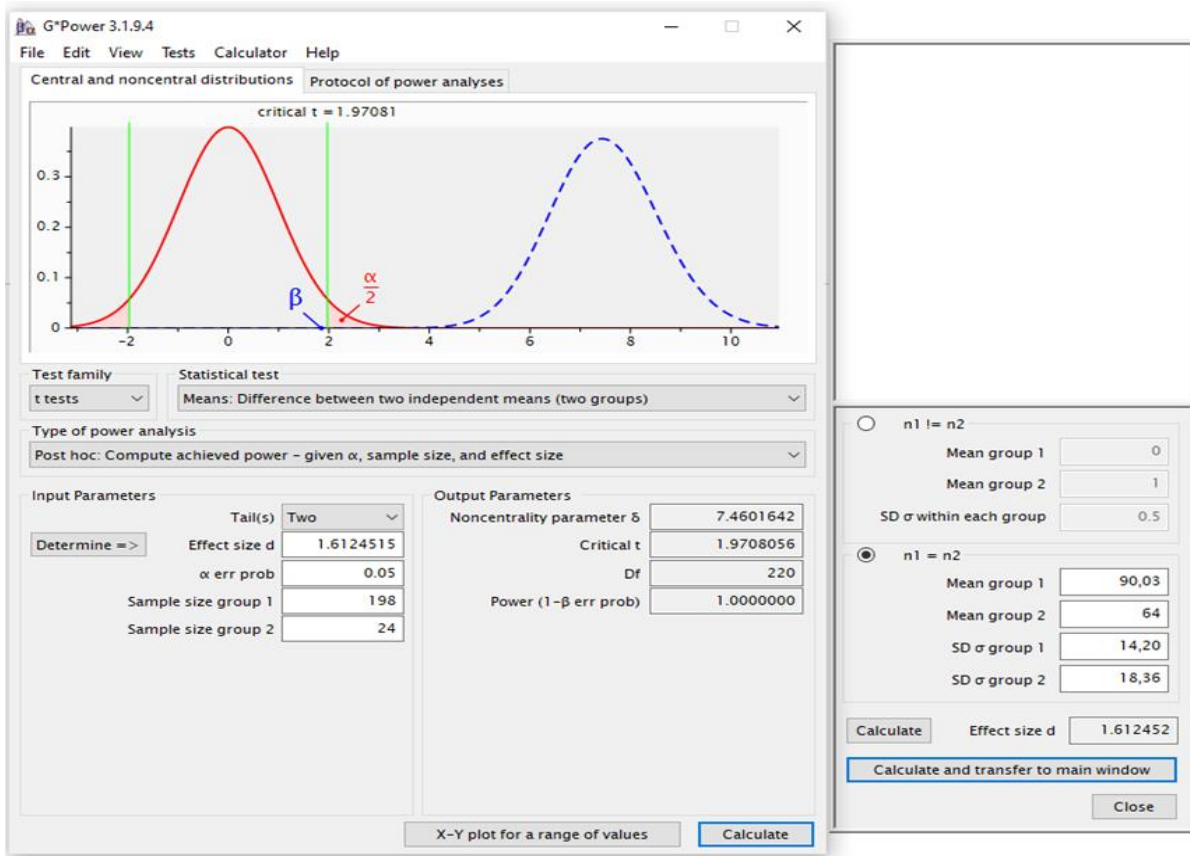 G*Power 3.1.9.4
File Edit View Tests Calculator Help
Central and noncentral distributions Protocol of power analyses
critical t = 1.97081
0.3
0.2
0.1
0
β
α
2
-2 0 2 4 6 8 10
Test family Statistical test
t tests Means: Difference between two independent means (two groups)
Type of power analysis
Post hoc: Compute achieved power – given α, sample size, and effect size
Input Parameters
Tail(s) Two
Determine => Effect size d 1.6124515
α err prob 0.05
Sample size group 1 198
Sample size group 2 24
Output Parameters
Noncentrality parameter δ 7.4601642
Critical t 1.9708056
Df 220
Power (1-β err prob) 1.0000000
X-Y plot for a range of values Calculate
n1 != n2
Mean group 1 0
Mean group 2 1
SD σ within each group 0.5
n1 = n2
Mean group 1 90,03
Mean group 2 64
SD σ group 1 14,20
SD σ group 2 18,36
Calculate Effect size d 1.612452
Calculate and transfer to main window
Close